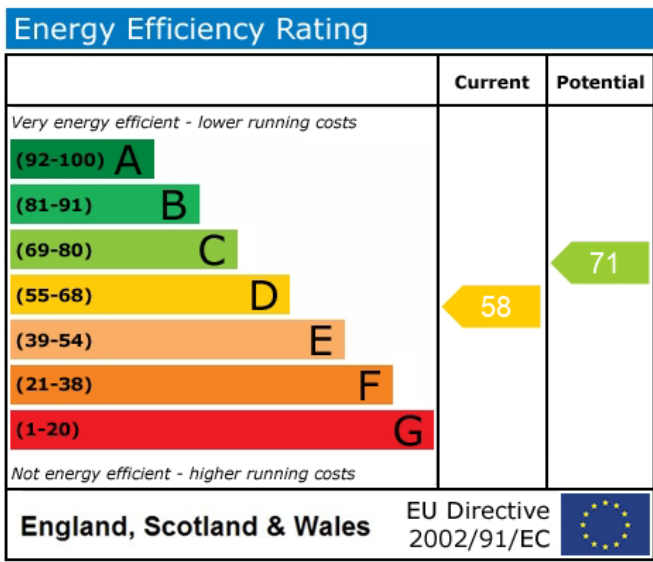 Energy Efficiency Rating
Current Potential
Very energy efficient - lower running costs
(92-100) A
(81-91) B
(69-80) C
71
(55-68) D
58
(39-54) E
(21-38) F
(1-20) G
Not energy efficient - higher running costs
England, Scotland & Wales
EU Directive
2002/91/EC